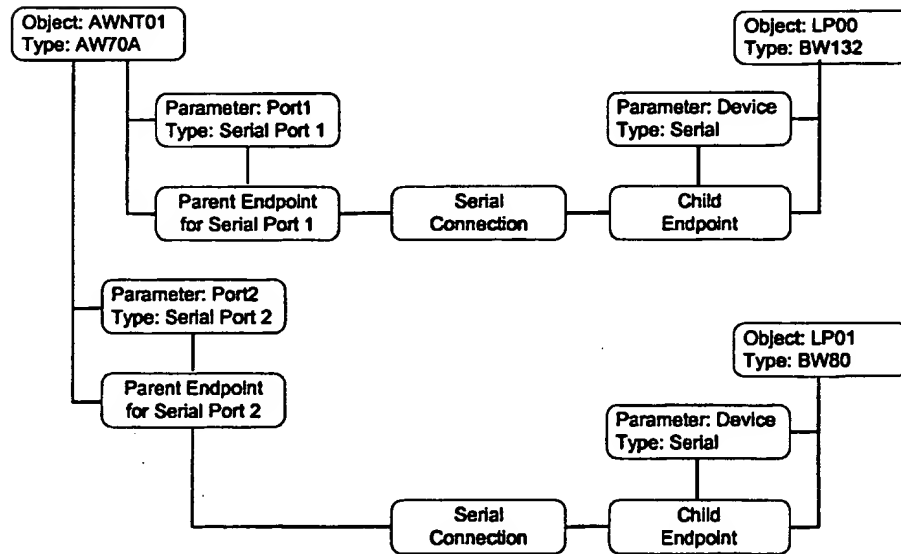 Object: AWNT01
Type: AW70A
Object: LP00
Type: BW132
Parameter: Port1
Type: Serial Port 1
Parameter: Device
Type: Serial
Parent Endpoint
for Serial Port 1
Serial
Connection
Child
Endpoint
Parameter: Port2
Type: Serial Port 2
Object: LP01
Type: BW80
Parent Endpoint
for Serial Port 2
Parameter: Device
Type: Serial
Serial
Connection
Child
Endpoint